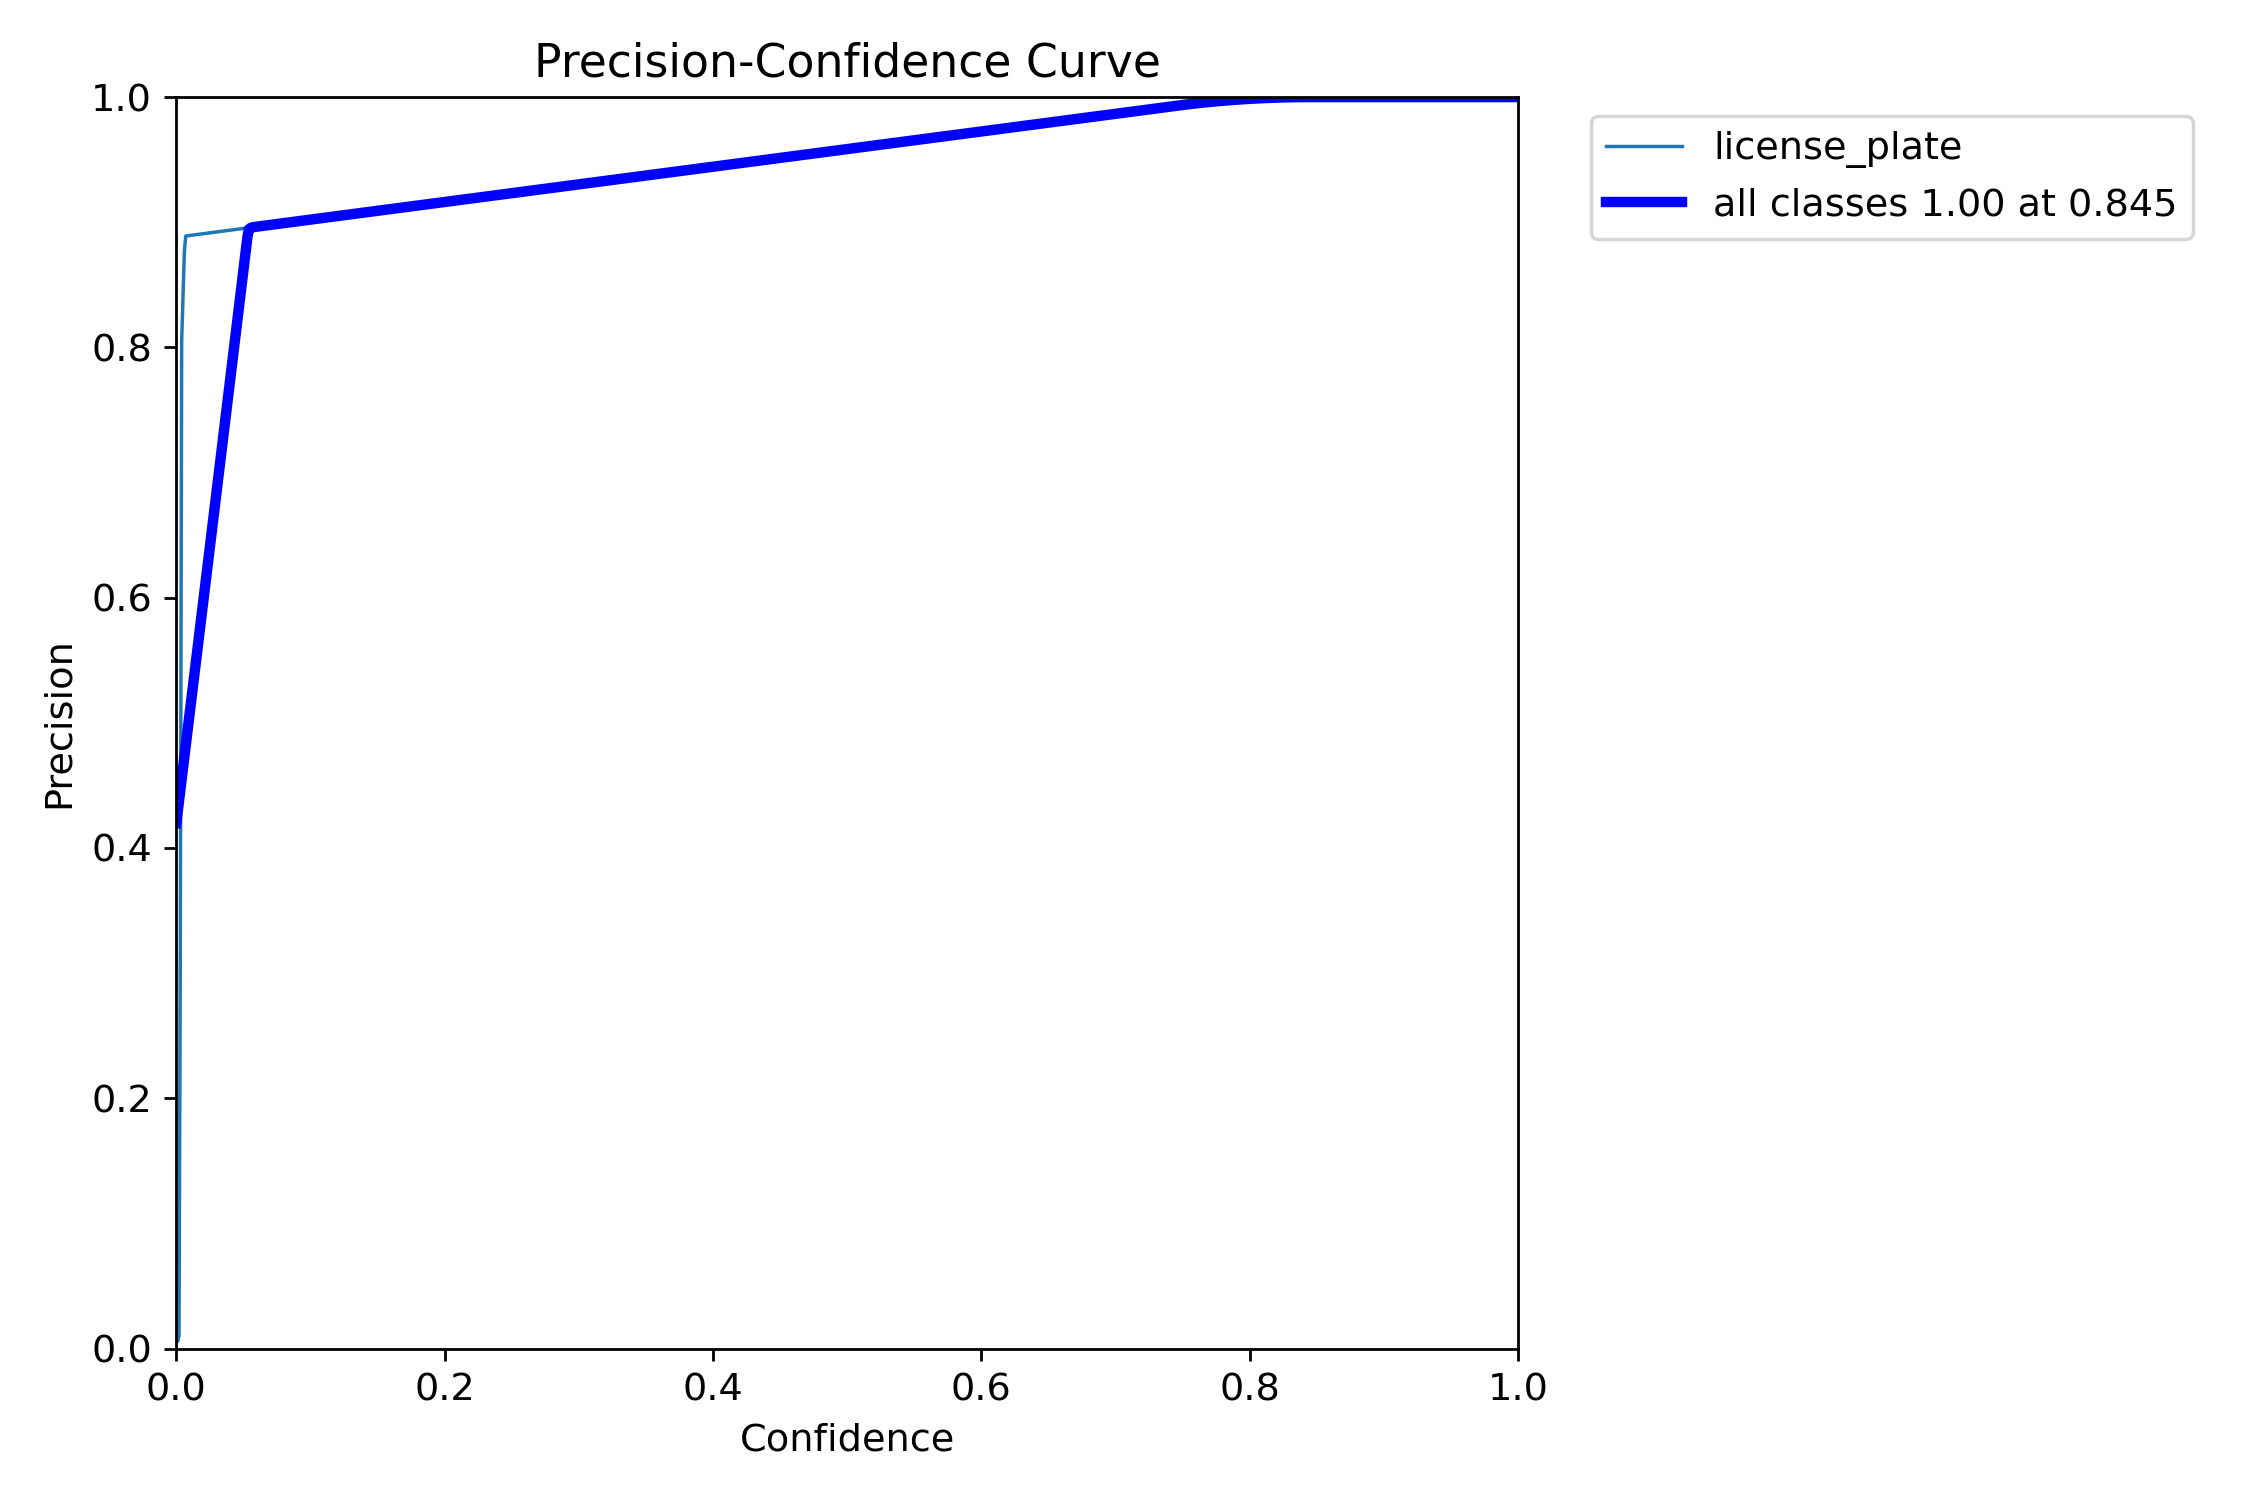 Precision-Confidence Curve
1.0
0.8
0.6
0.4
0.2
0.0
Precision
0.0 0.2 0.4 0.6 0.8 1.0
Confidence
license_plate
all classes 1.00 at 0.845